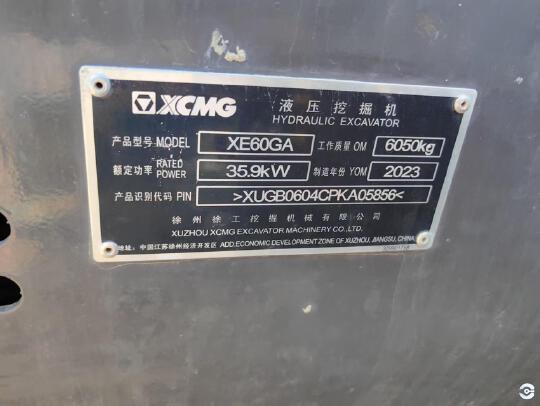 XCMG 液压挖掘机
HYDRAULIC EXCAVATOR
产品型号 MODEL XE60GA 工作质量 OM 6050kg
额定功率 RATED POWER 35.9kW 制造年份 YOM 2023
产品识别代码 PIN >XUGB0604CPKA05856<
徐州徐工挖掘机械有限公司
XUZHOU XCMG EXCAVATOR MACHINERY CO.,LTD.
地址: 中国江苏徐州经济开发区 ADD:ECONOMIC DEVELOPMENT ZONE OF XUZHOU, JIANGSU, CHINA